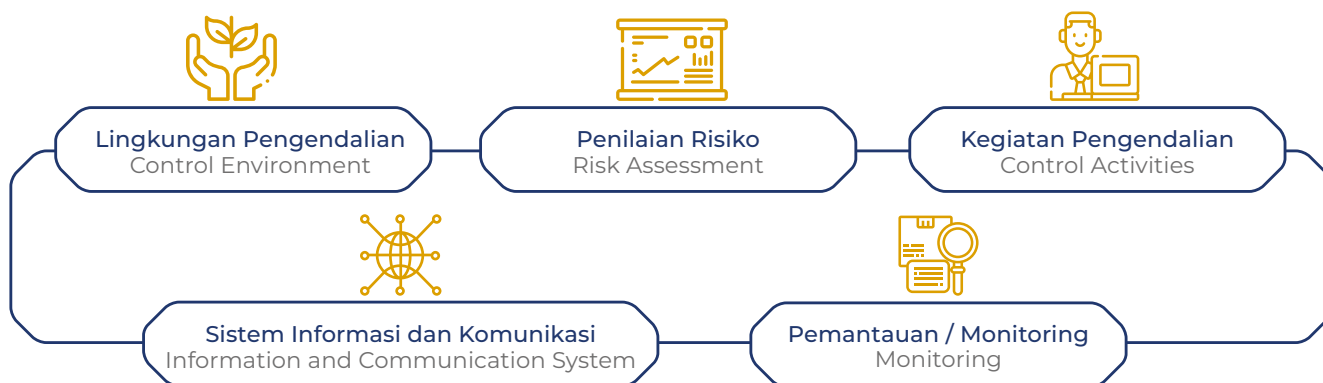 Lingkungan Pengendalian
Control Environment
Penilaian Risiko
Risk Assessment
Kegiatan Pengendalian
Control Activities
Sistem Informasi dan Komunikasi
Information and Communication System
Pemantauan / Monitoring
Monitoring